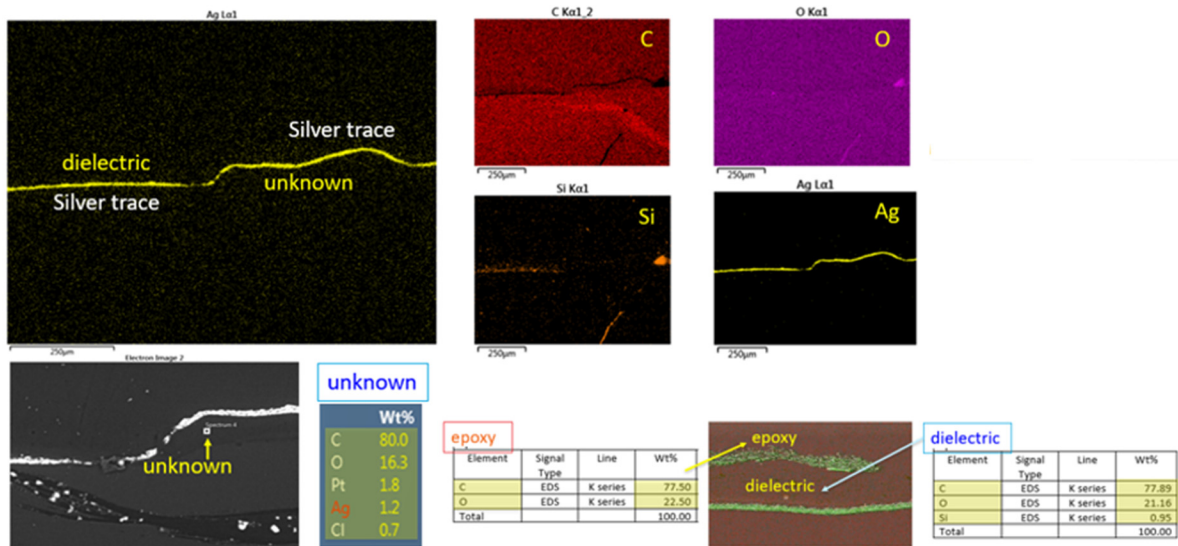 Ag Lα1
Silver trace
dielectric
unknown
Silver trace
250µm
C Kα1_2
C
250µm
O Kα1
O
250µm
Si Kα1
Si
250µm
Ag Lα1
Ag
250µm
Electron Image 2
Spectrum 4
unknown
250µm
unknown
Wt%
C 80.0
O 16.3
Pt 1.8
Ag 1.2
Cl 0.7
epoxy
Element Signal Type Line Wt%
C EDS K series 77.50
O EDS K series 22.50
Total 100.00
epoxy
dielectric
dielectric
Element Signal Type Line Wt%
C EDS K series 77.89
O EDS K series 21.16
Si EDS K series 0.95
Total 100.00